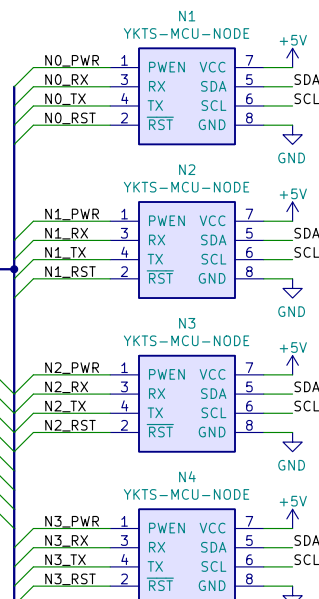 N1
YKTS-MCU-NODE
+5V
N0_PWR 1 PWEN VCC 7
N0_RX 3 RX SDA 5 SDA
N0_TX 4 TX SCL 6 SCL
N0_RST 2 RST GND 8
GND
N2
YKTS-MCU-NODE
+5V
N1_PWR 1 PWEN VCC 7
N1_RX 3 RX SDA 5 SDA
N1_TX 4 TX SCL 6 SCL
N1_RST 2 RST GND 8
GND
N3
YKTS-MCU-NODE
+5V
N2_PWR 1 PWEN VCC 7
N2_RX 3 RX SDA 5 SDA
N2_TX 4 TX SCL 6 SCL
N2_RST 2 RST GND 8
GND
N4
YKTS-MCU-NODE
+5V
N3_PWR 1 PWEN VCC 7
N3_RX 3 RX SDA 5 SDA
N3_TX 4 TX SCL 6 SCL
N3_RST 2 RST GND 8